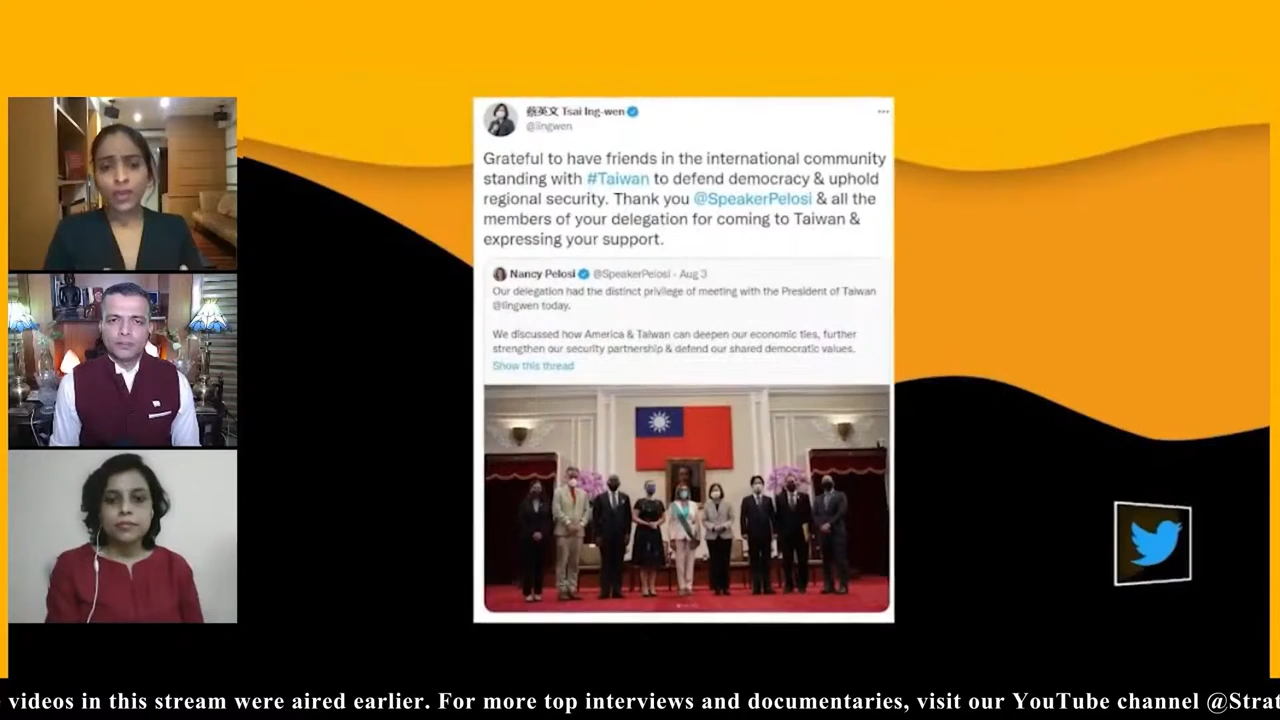 蔡英文 Tsai Ing-wen
@iingwen
Grateful to have friends in the international community
standing with #Taiwan to defend democracy & uphold
regional security. Thank you @SpeakerPelosi & all the
members of your delegation for coming to Taiwan &
expressing your support.
Nancy Pelosi @SpeakerPelosi · Aug 3
Our delegation had the distinct privilege of meeting with the President of Taiwan
@iingwen today.
We discussed how America & Taiwan can deepen our economic ties, further
strengthen our security partnership & defend our shared democratic values.
Show this thread
videos in this stream were aired earlier. For more top interviews and documentaries, visit our YouTube channel @Strat